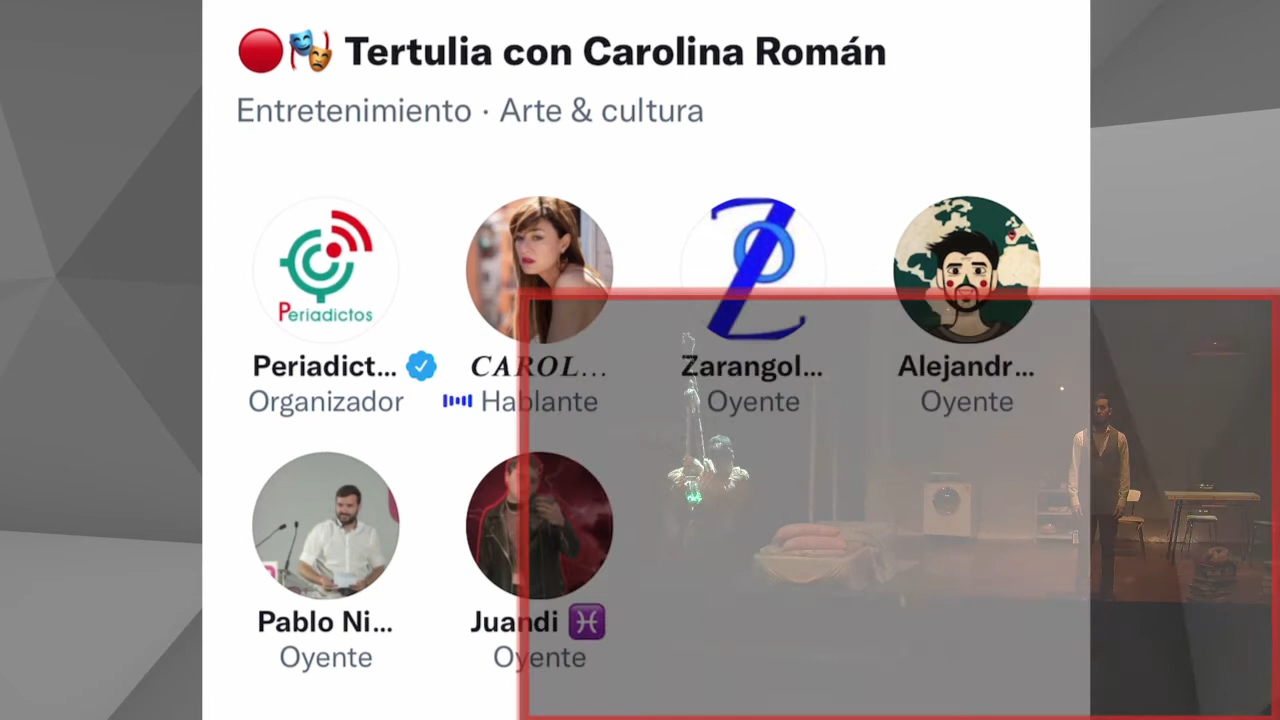 🔴🎭 Tertulia con Carolina Román
Entretenimiento · Arte & cultura
Periadictos
Periadict...
CAROL...
Zarangol...
Alejandr...
Organizador
Hablante
Oyente
Oyente
Pablo Ni...
Juandi ♓
Oyente
Oyente